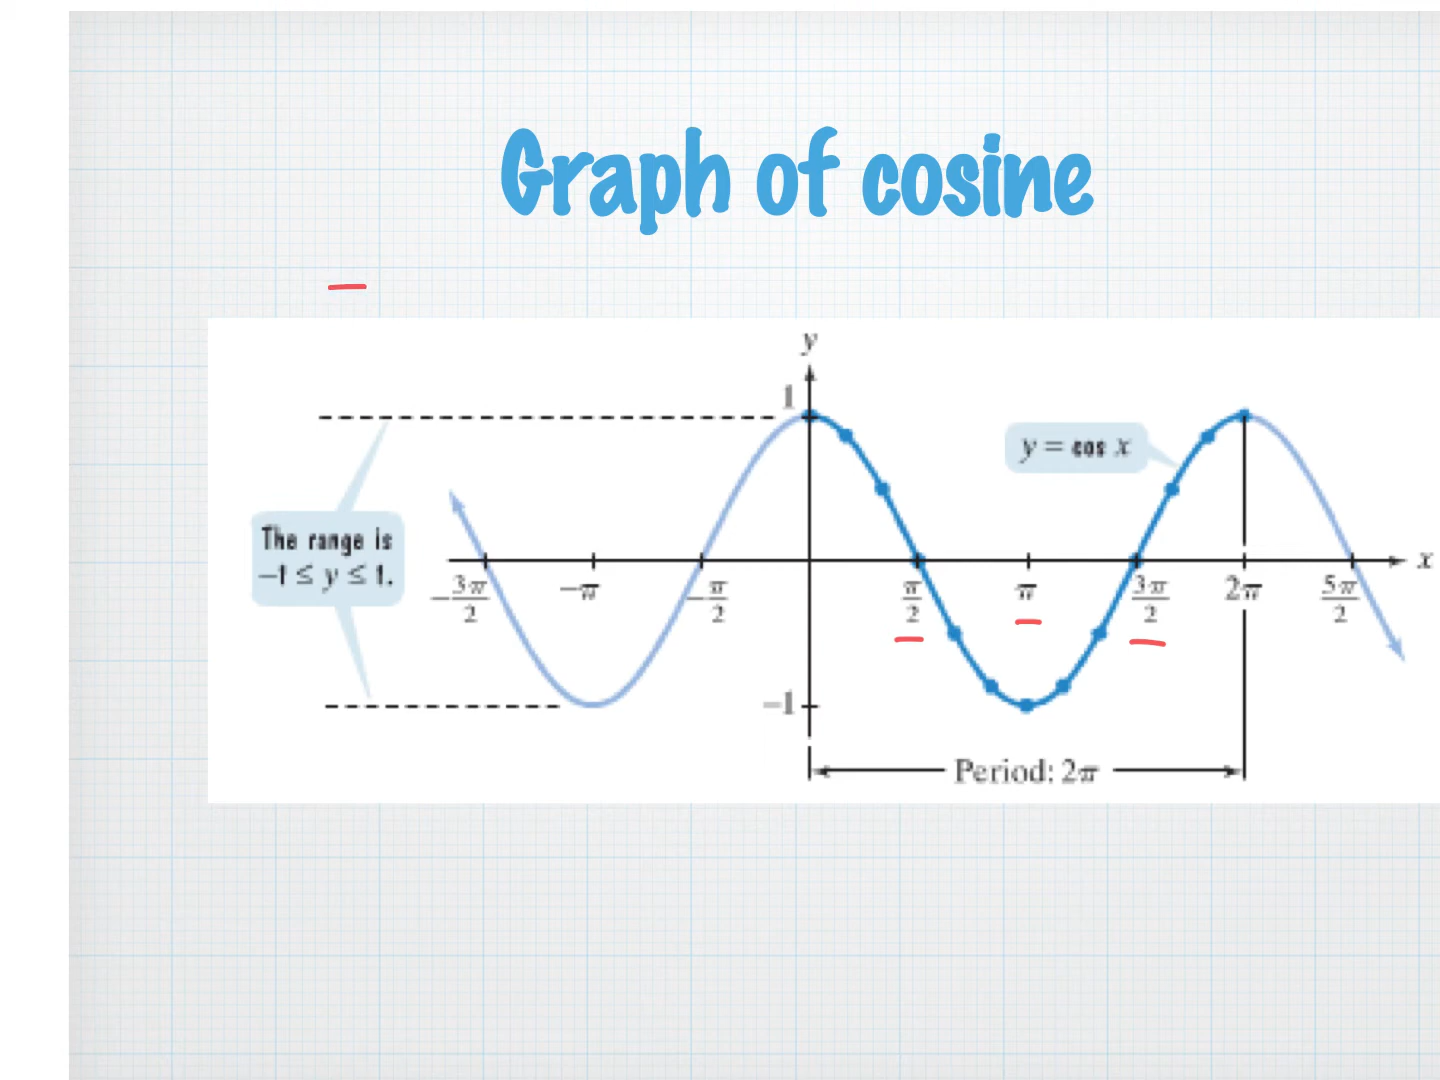 Graph of cosine
y
1
y = cos x
The range is
−1 ≤ y ≤ 1.
x
−3π/2
−π
−π/2
π/2
π
3π/2
2π
5π/2
−1
Period: 2π